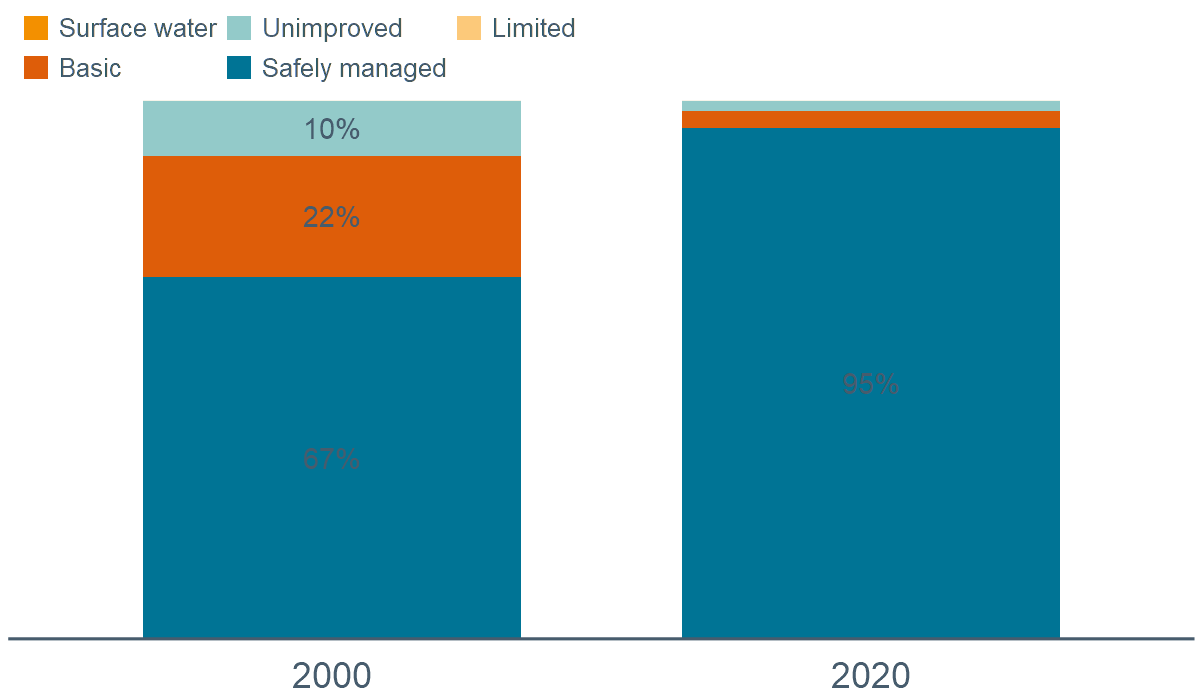 Surface water Unimproved Limited
Basic Safely managed
10%
22%
95%
67%
2000 2020